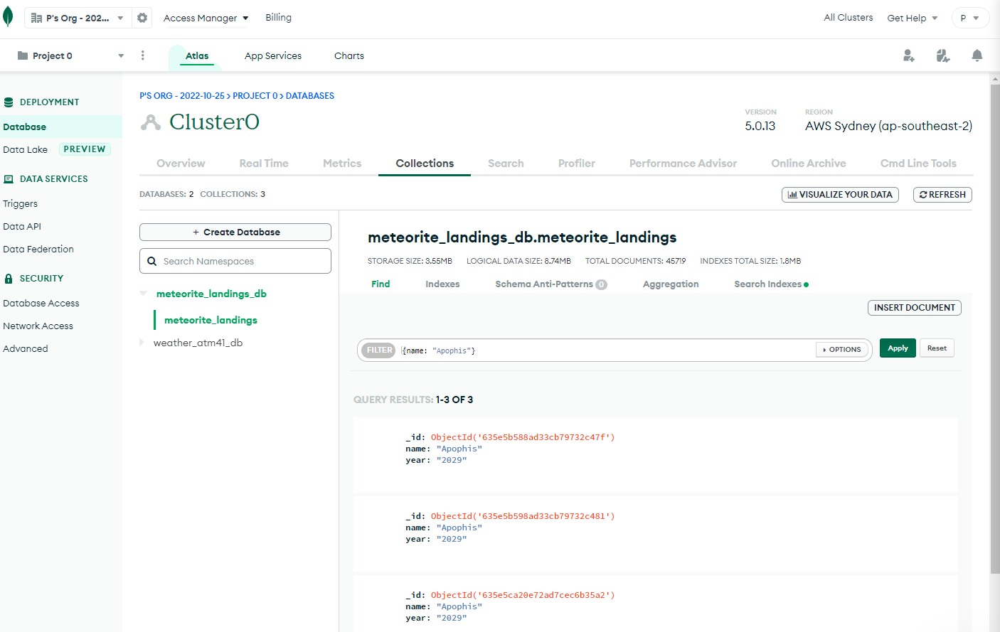 P's Org - 202... Access Manager Billing All Clusters Get Help P
Project 0 Atlas App Services Charts
DEPLOYMENT
Database
Data Lake PREVIEW
DATA SERVICES
Triggers
Data API
Data Federation
SECURITY
Database Access
Network Access
Advanced
P'S ORG - 2022-10-25 > PROJECT 0 > DATABASES
Cluster0
VERSION REGION
5.0.13 AWS Sydney (ap-southeast-2)
Overview Real Time Metrics Collections Search Profiler Performance Advisor Online Archive Cmd Line Tools
DATABASES: 2 COLLECTIONS: 3 VISUALIZE YOUR DATA REFRESH
+ Create Database
Search Namespaces
meteorite_landings_db
meteorite_landings
weather_atm41_db
meteorite_landings_db.meteorite_landings
STORAGE SIZE: 3.55MB LOGICAL DATA SIZE: 8.74MB TOTAL DOCUMENTS: 45719 INDEXES TOTAL SIZE: 1.8MB
Find Indexes Schema Anti-Patterns 0 Aggregation Search Indexes
INSERT DOCUMENT
FILTER {name: "Apophis"} OPTIONS Apply Reset
QUERY RESULTS: 1-3 OF 3
_id: ObjectId('635e5b588ad33cb79732c47f')
name: "Apophis"
year: "2029"
_id: ObjectId('635e5b598ad33cb79732c481')
name: "Apophis"
year: "2029"
_id: ObjectId('635e5ca20e72ad7cec6b35a2')
name: "Apophis"
year: "2029"